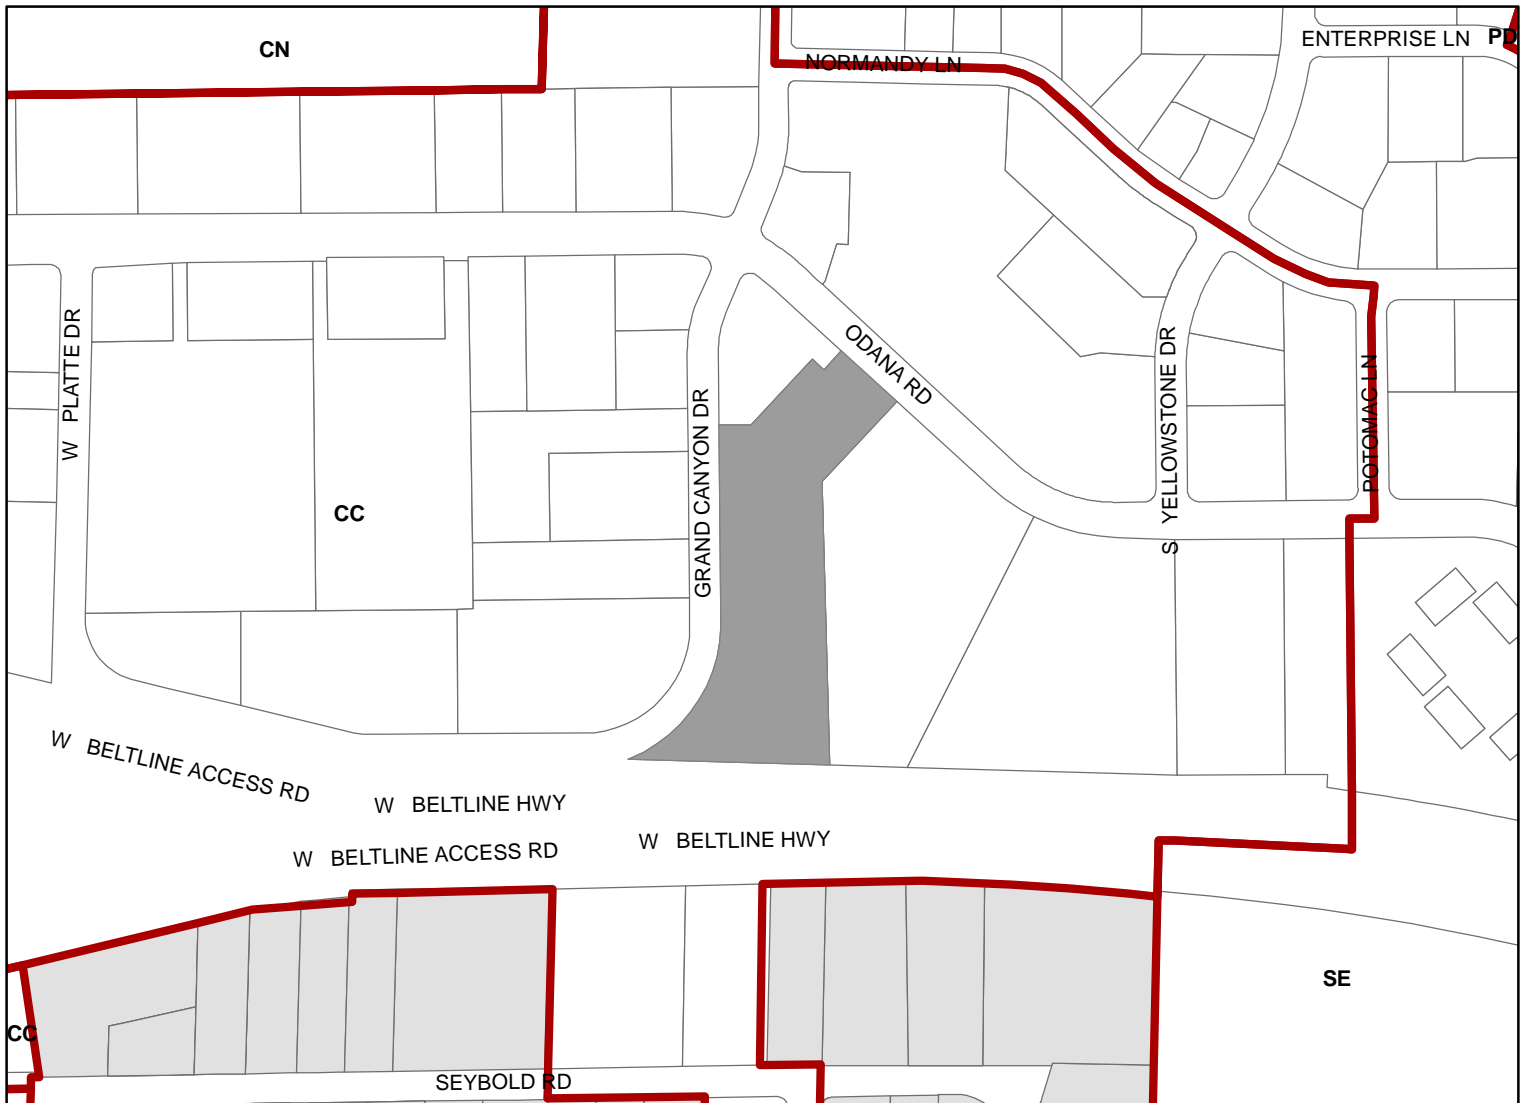 CN
ENTERPRISE LN
PD
NORMANDY LN
W PLATTE DR
ODANA RD
GRAND CANYON DR
S YELLOWSTONE DR
POTOMAC LN
CC
W BELTLINE ACCESS RD
W BELTLINE HWY
W BELTLINE HWY
W BELTLINE ACCESS RD
SE
CC
SEYBOLD RD